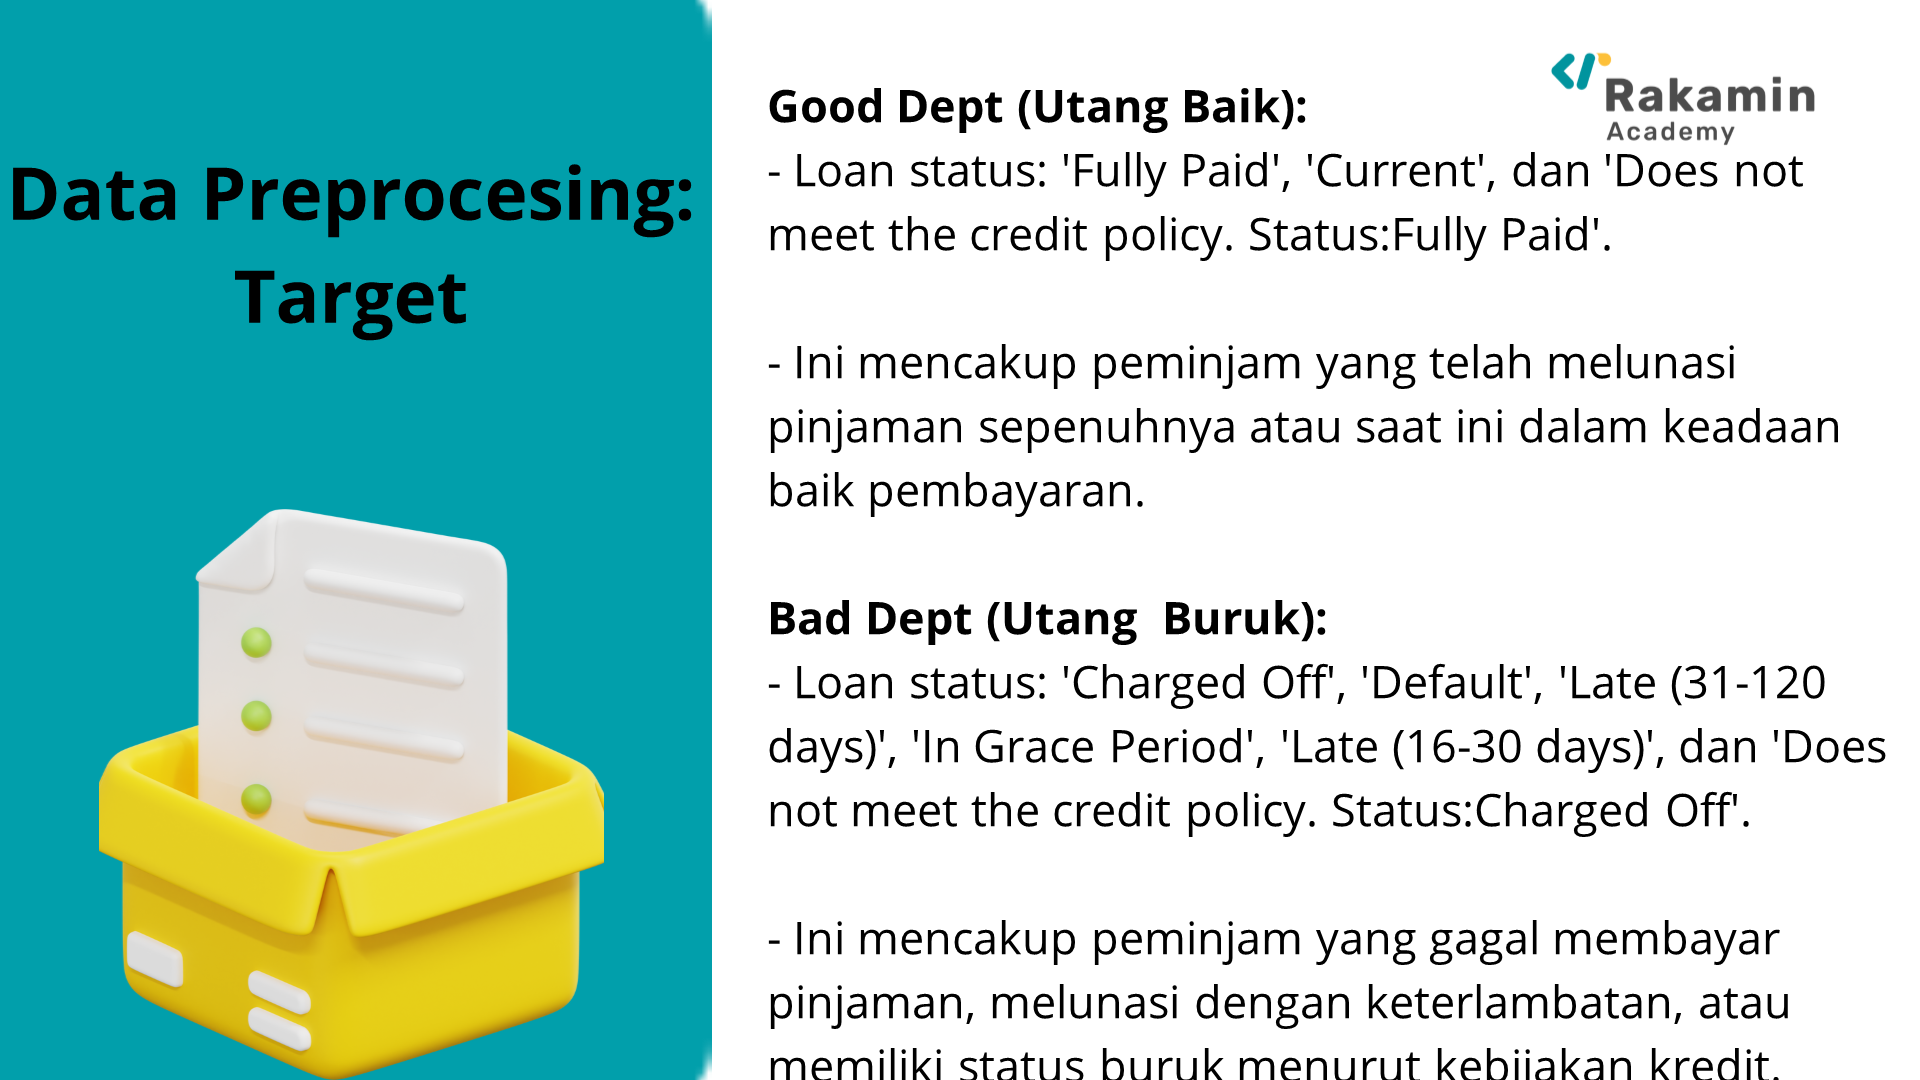 Data Preprocesing:
Target
Rakamin
Academy
Good Dept (Utang Baik):
- Loan status: 'Fully Paid', 'Current', dan 'Does not
meet the credit policy. Status:Fully Paid'.
- Ini mencakup peminjam yang telah melunasi
pinjaman sepenuhnya atau saat ini dalam keadaan
baik pembayaran.
Bad Dept (Utang  Buruk):
- Loan status: 'Charged Off', 'Default', 'Late (31-120
days)', 'In Grace Period', 'Late (16-30 days)', dan 'Does
not meet the credit policy. Status:Charged Off'.
- Ini mencakup peminjam yang gagal membayar
pinjaman, melunasi dengan keterlambatan, atau
memiliki status buruk menurut kebijakan kredit.